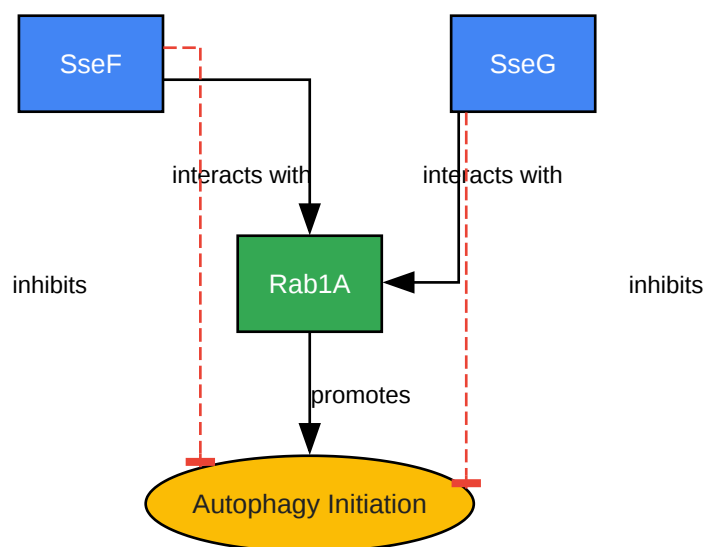 SseF
SseG
interacts with
interacts with
inhibits
Rab1A
inhibits
promotes
Autophagy Initiation